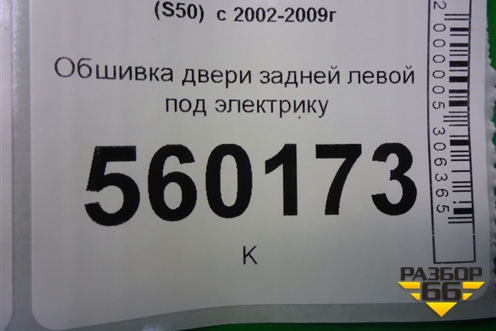 (S50) с 2002-2009г
Обшивка двери задней левой
под электрику
560173
К
2000005306365
РАЗБОР
66